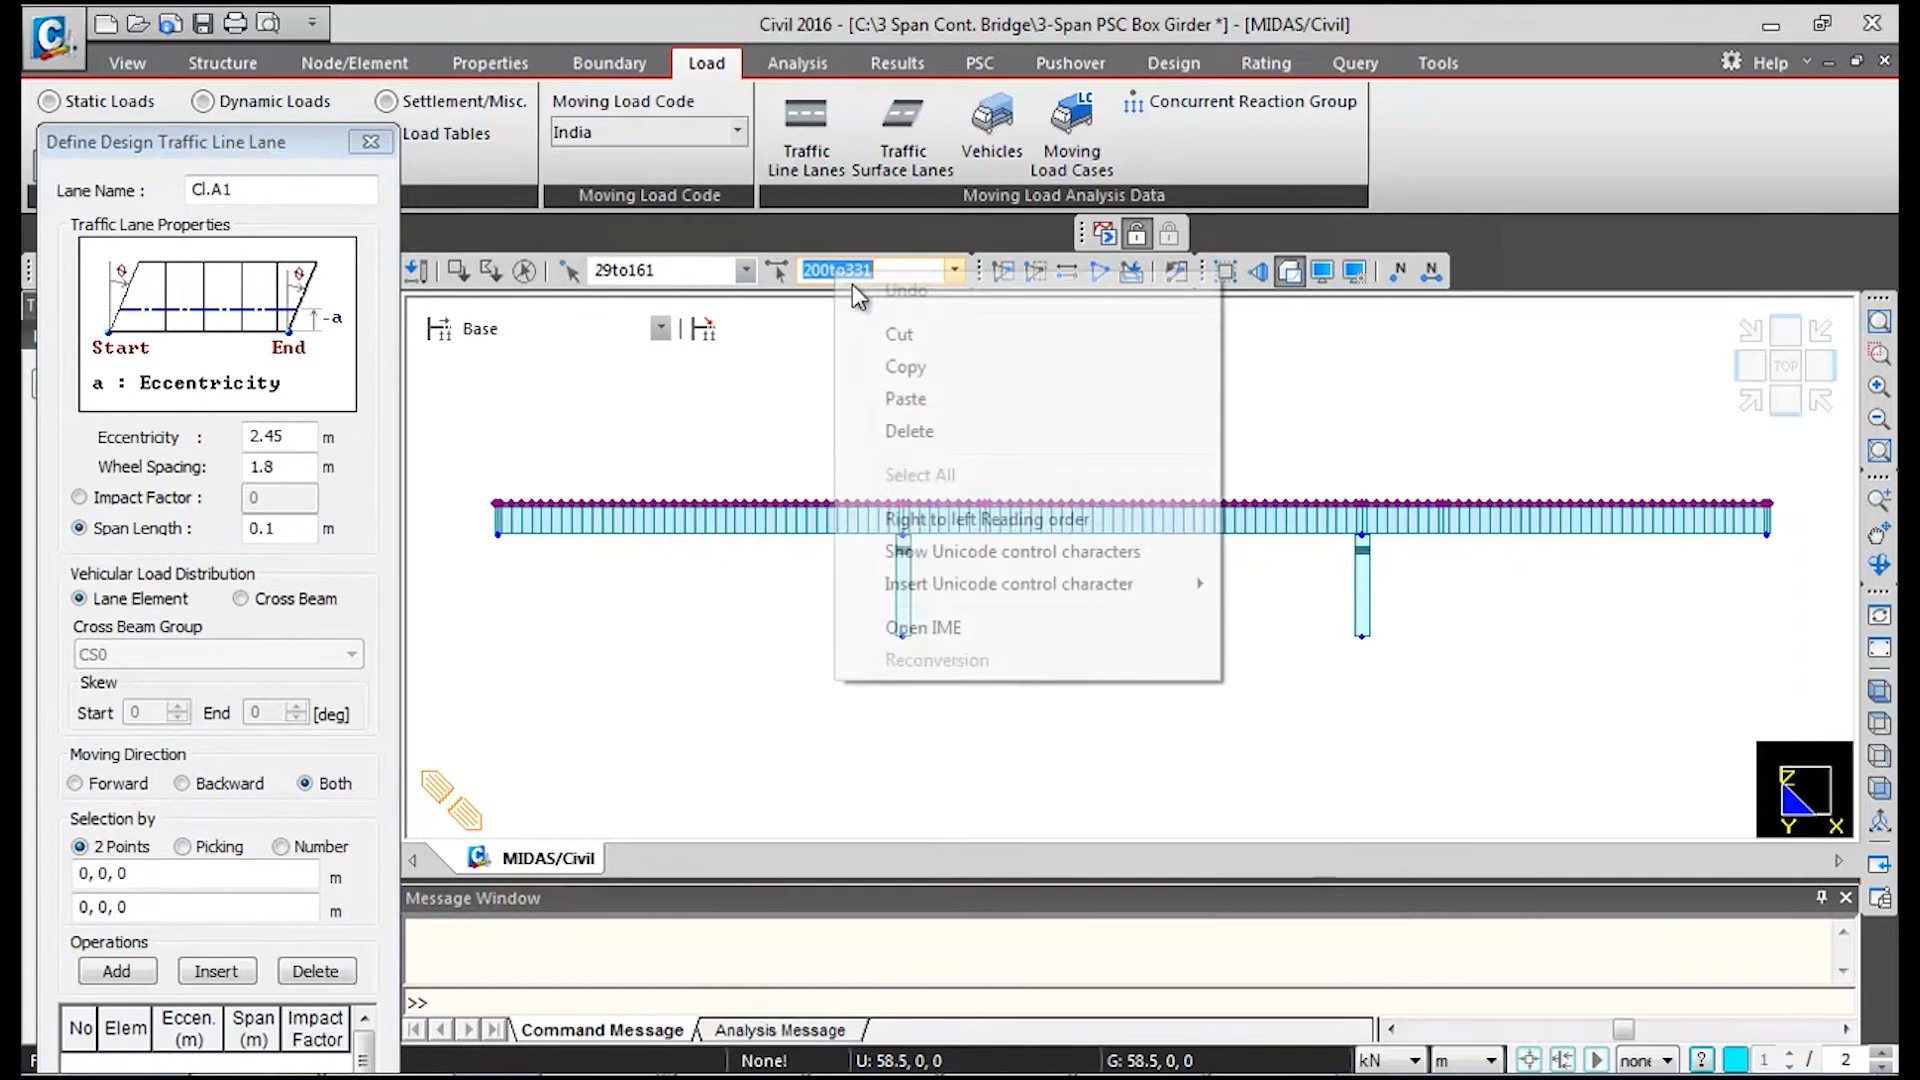 Civil 2016 - [C:\3 Span Cont. Bridge\3-Span PSC Box Girder *] - [MIDAS/Civil]
View Structure Node/Element Properties Boundary Load Analysis Results PSC Pushover Design Rating Query Tools Help
Static Loads Dynamic Loads Settlement/Misc. Moving Load Code Concurrent Reaction Group
Load Tables India
Traffic Line Lanes
Traffic Surface Lanes
Vehicles
Moving Load Cases
LC
Moving Load Code Moving Load Analysis Data
Define Design Traffic Line Lane
Lane Name : Cl.A1
Traffic Lane Properties
θ θ
-a
Start End
a : Eccentricity
Eccentricity : 2.45 m
Wheel Spacing: 1.8 m
Impact Factor : 0
Span Length : 0.1 m
Vehicular Load Distribution
Lane Element Cross Beam
Cross Beam Group
CS0
Skew
Start 0 End 0 [deg]
Moving Direction
Forward Backward Both
Selection by
2 Points Picking Number
0, 0, 0 m
0, 0, 0 m
Operations
Add Insert Delete
No Elem Eccen. (m) Span (m) Impact Factor
29to161 200to331 N N
Base
Undo
Cut
Copy
Paste
Delete
Select All
Right to left Reading order
Show Unicode control characters
Insert Unicode control character
Open IME
Reconversion
TOP
Z
Y X
MIDAS/Civil
Message Window
>>
Command Message Analysis Message
None! U: 58.5, 0, 0 G: 58.5, 0, 0 kN m none ? 1 / 2